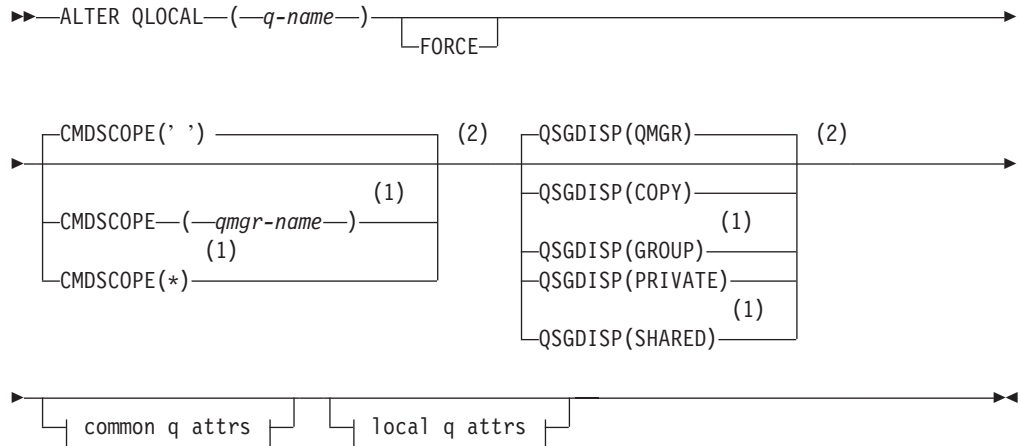 ALTER QLOCAL ( q-name )
FORCE
CMDSCOPE(' ') (2) QSGDISP(QMGR) (2)
QSGDISP(COPY)
(1) (1)
CMDSCOPE ( qmgr-name )
(1) QSGDISP(GROUP)
CMDSCOPE(*) QSGDISP(PRIVATE)
(1)
QSGDISP(SHARED)
common q attrs local q attrs